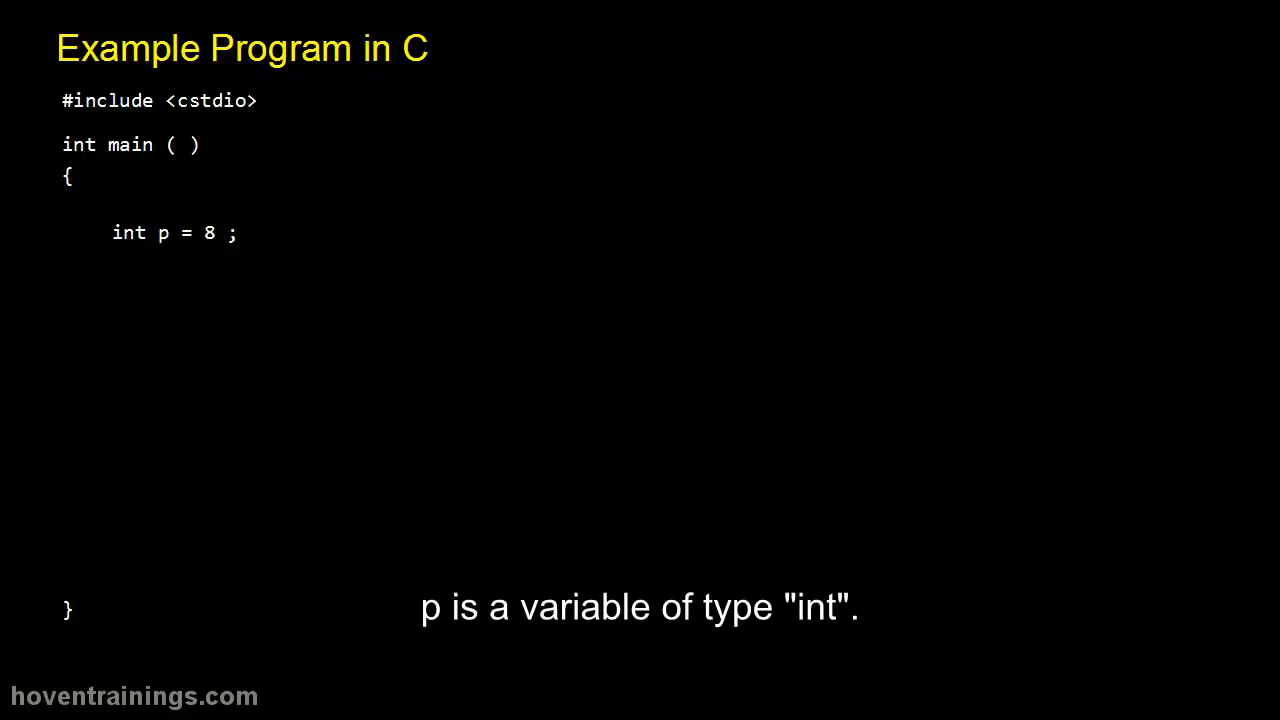 Example Program in C
#include <cstdio>
int main ( )
{
int p = 8 ;
}
p is a variable of type "int".
hoventrainings.com